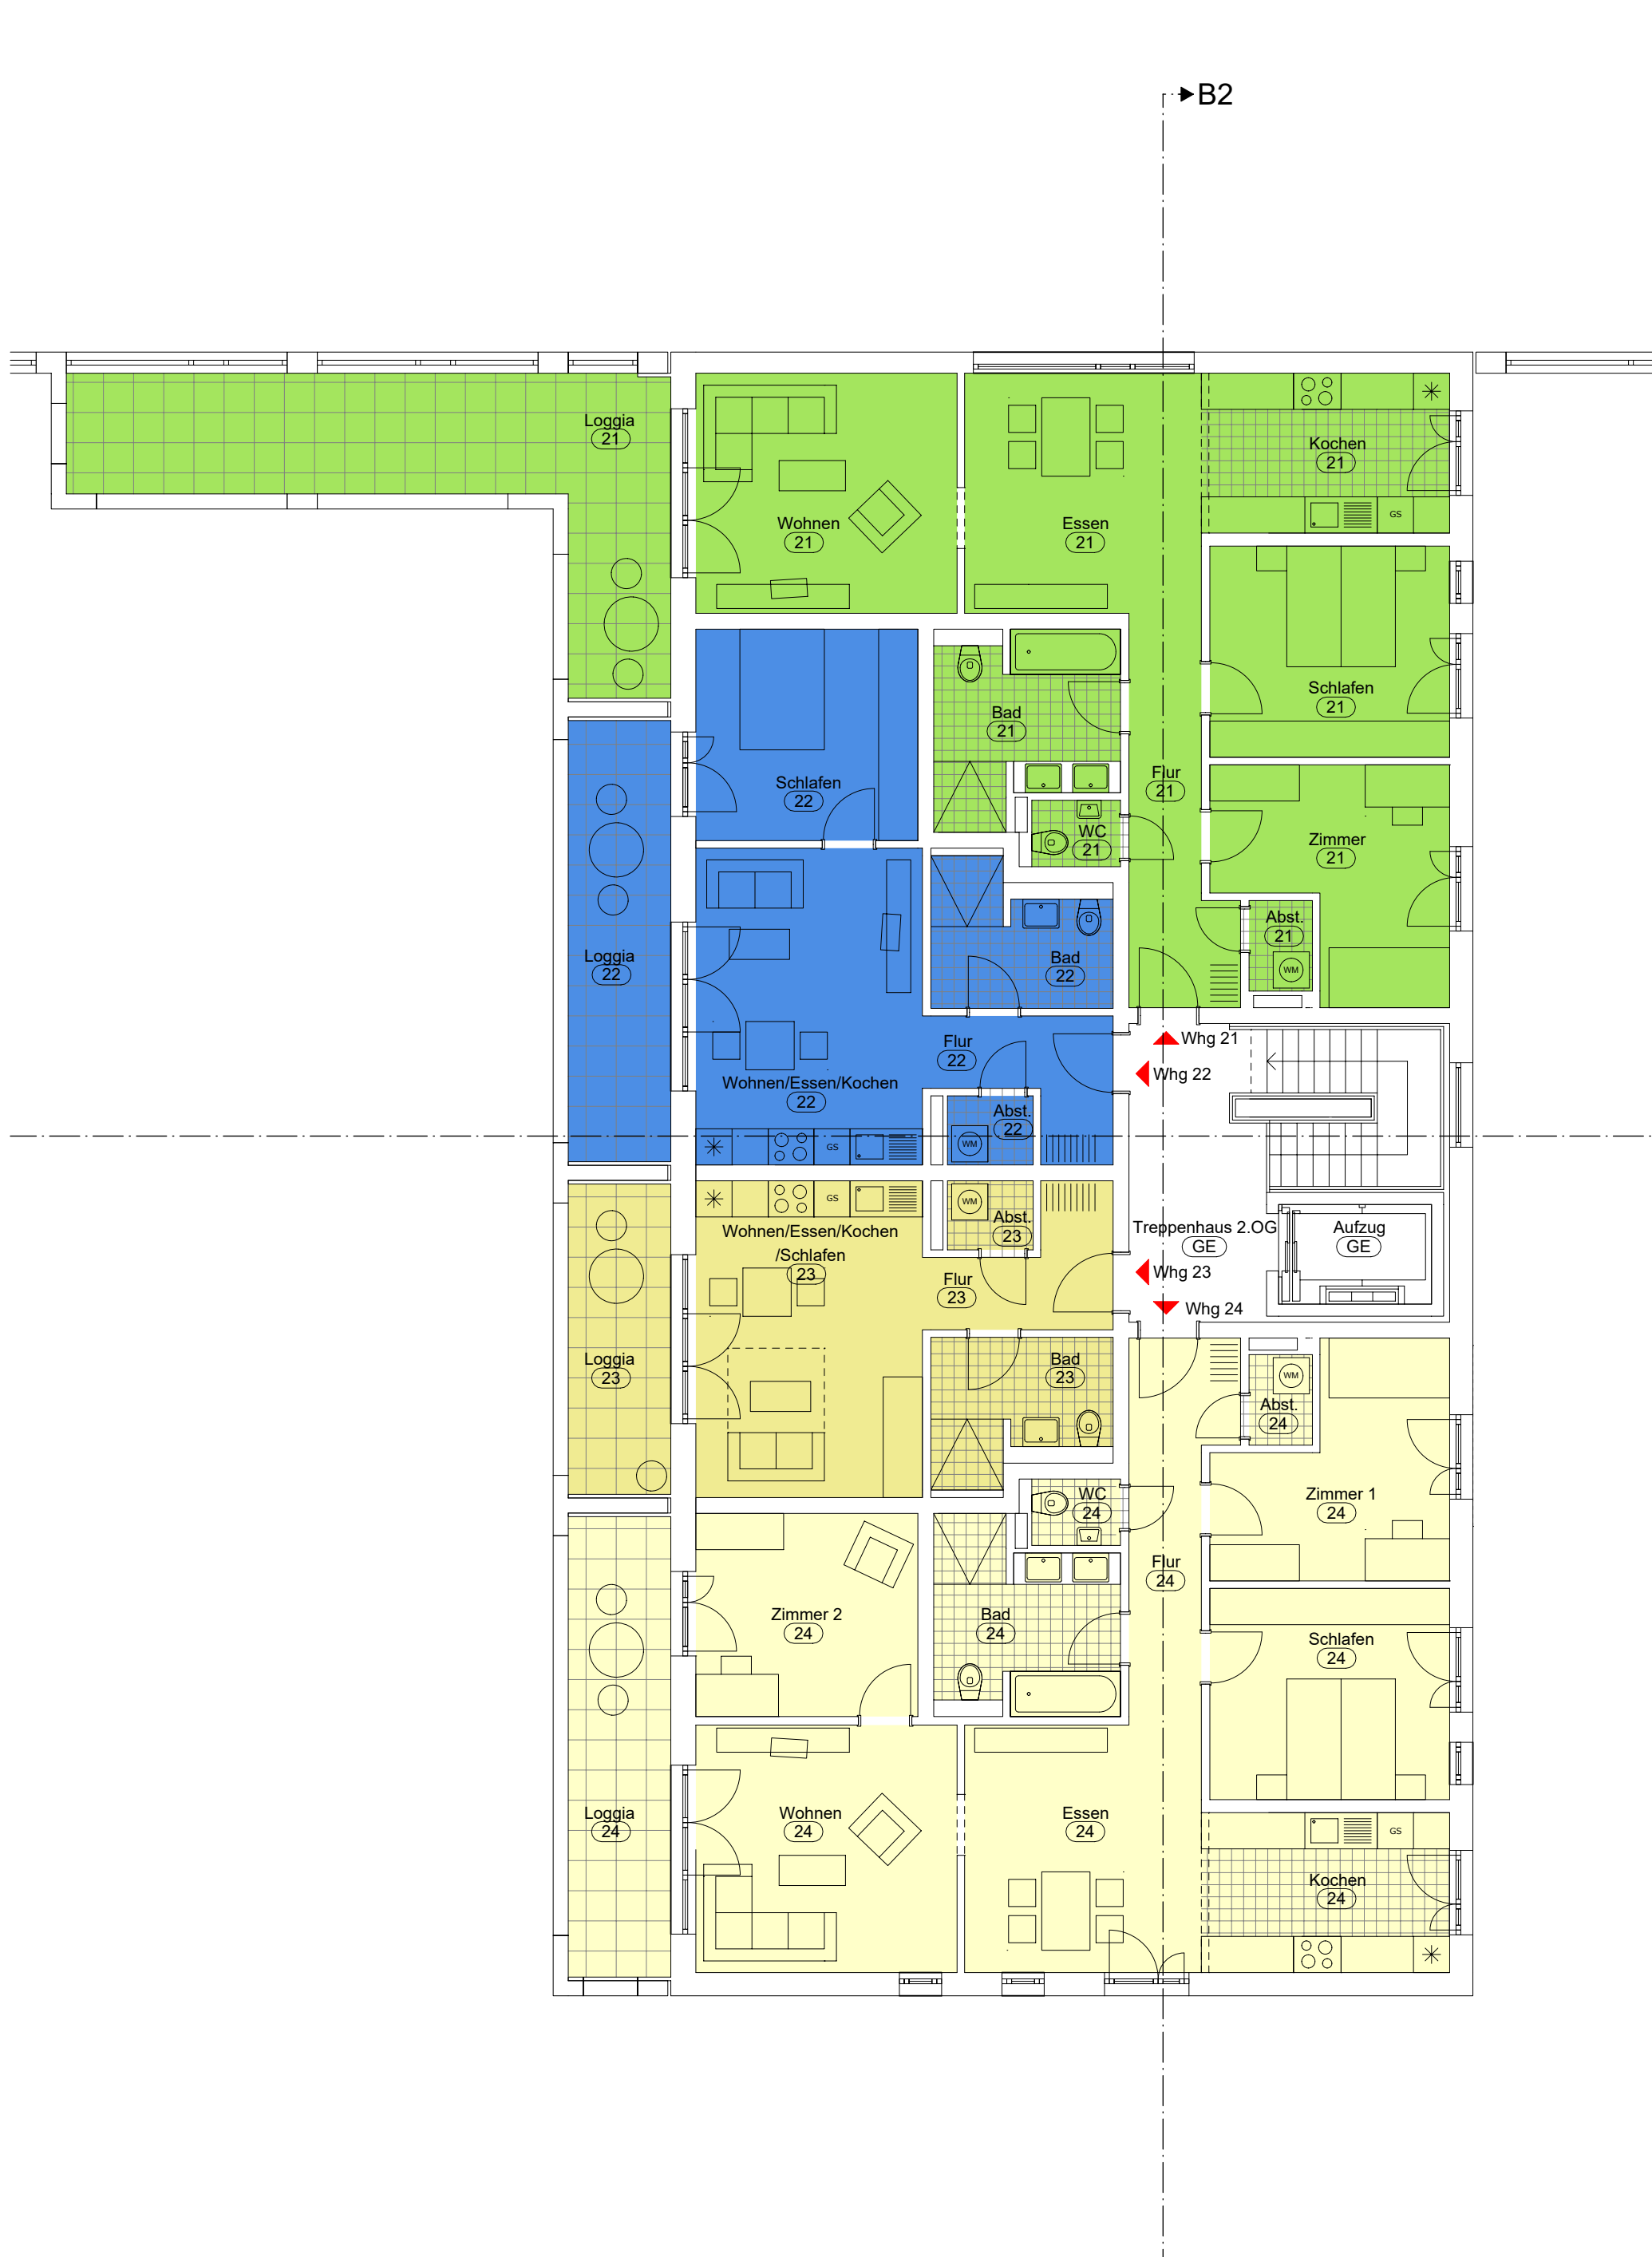 B2
Loggia
21
Kochen
21
Wohnen
21
Essen
21
GS
Schlafen
21
Bad
21
Flur
21
Schlafen
22
WC
21
Zimmer
21
Abst.
21
WM
Loggia
22
Bad
22
Flur
22
Whg 21
Whg 22
Wohnen/Essen/Kochen
22
Abst.
22
WM
GS
GS
WM
Abst.
23
Wohnen/Essen/Kochen
/Schlafen
23
Flur
23
Treppenhaus 2.OG
GE
Aufzug
GE
Whg 23
Whg 24
Loggia
23
Bad
23
WM
Abst.
24
WC
24
Zimmer 1
24
Flur
24
Zimmer 2
24
Bad
24
Schlafen
24
Loggia
24
Wohnen
24
Essen
24
GS
Kochen
24